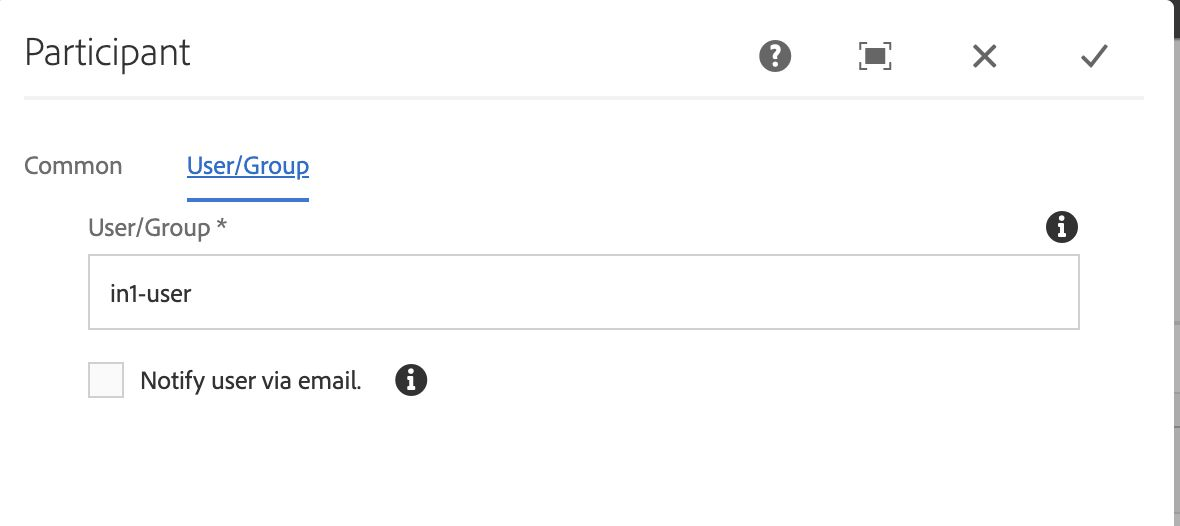 Participant
Common User/Group
User/Group *
in1-user
Notify user via email.